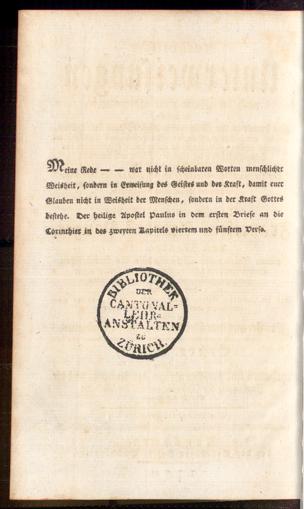 Meine Rede — — war nicht in scheinbaren Worten menschlicher
Weisheit, sondern in Erweisung des Geistes und der Kraft, damit euer
Glauben nicht in Weisheit der Menschen, sondern in der Kraft Gottes
bestehe. Der heilige Apostel Paulus in dem ersten Briefe an die
Corinthier in des zweyten Kapitels viertem und fünftem Verse.
BIBLIOTHEK
DER
CANTONAL-
LEHR-
ANSTALTEN
ZU
ZÜRICH.